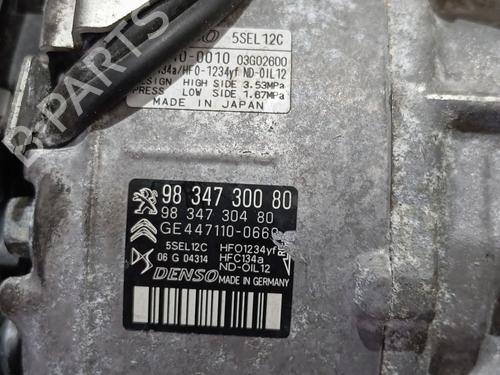 5SEL12C
-0010 03G02600
134a/HFO-1234yf ND-OIL12
DESIGN HIGH SIDE 3.53MPa
PRESS LOW SIDE 1.67MPa
MADE IN JAPAN
98 347 300 80
98 347 304 80
GE447110-066
5SEL12C HFO1234yf
06 G 04314 HFC134a
ND-OIL12
DENSO MADE IN GERMANY
B-PARTS